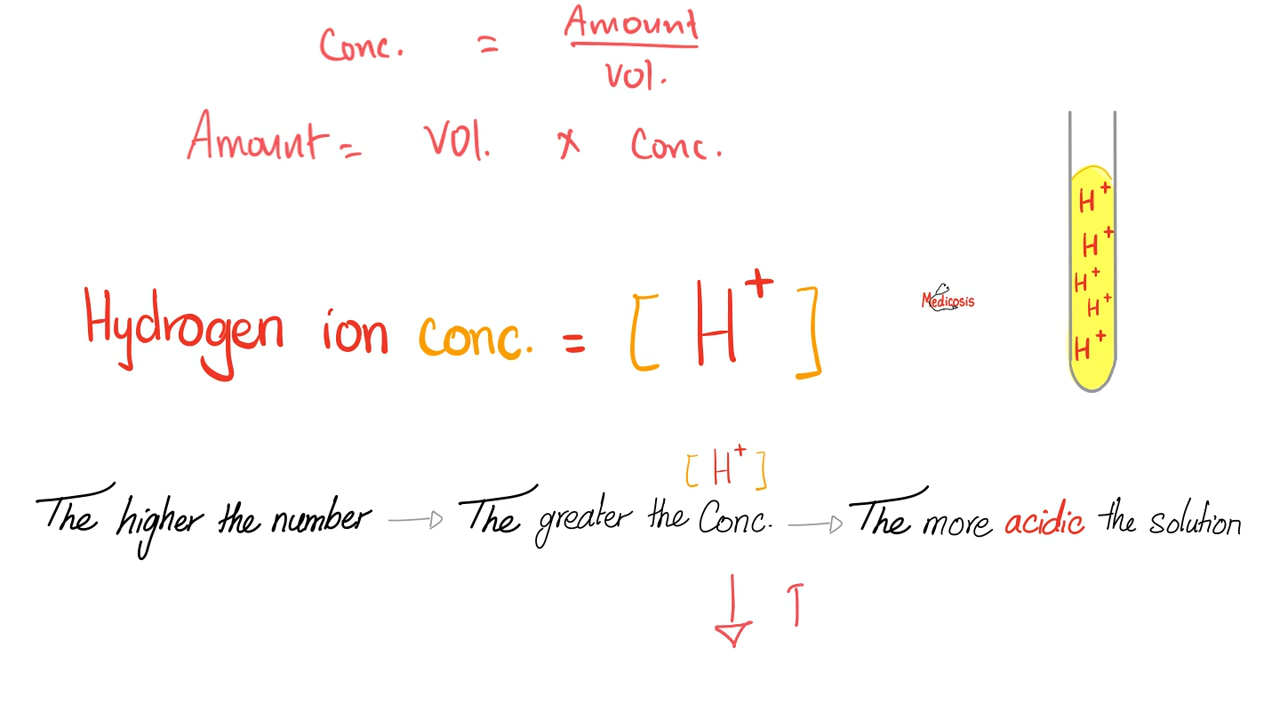 Conc. = Amount
Vol.
Amount = Vol. x Conc.
Hydrogen ion conc. = [ H+ ]
Medicosis
H+
H+
H+
H+
H+
[ H+ ]
The higher the number → The greater the Conc. → The more acidic the solution
↓